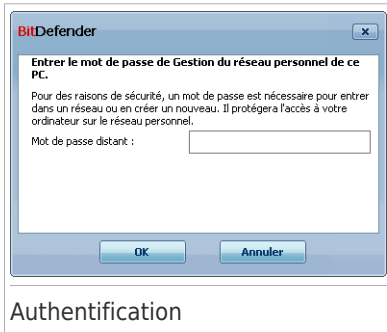 BitDefender
Entrer le mot de passe de Gestion du réseau personnel de ce
PC.
Pour des raisons de sécurité, un mot de passe est nécessaire pour entrer
dans un réseau ou en créer un nouveau. Il protégera l'accès à votre
ordinateur sur le réseau personnel.
Mot de passe distant :
OK
Annuler
Authentification